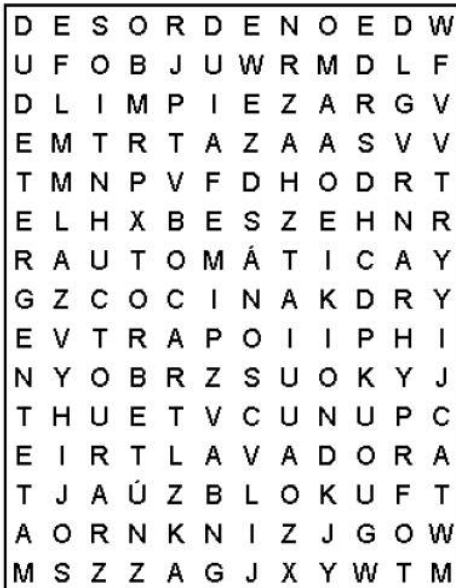 D E S O R D E N O E D W
U F O B J U W R M D L F
D L I M P I E Z A R G V
E M T R T A Z A A S V V
T M N P V F D H O D R T
E L H X B E S Z E H N R
R A U T O M Á T I C A Y
G Z C O C I N A K D R Y
E V T R A P O I I P H I
N Y O B R Z S U O K Y J
T H U E T V C U N U P C
E I R T L A V A D O R A
T J A Ú Z B L O K U F T
A O R N K N I Z J G O W
M S Z Z A G J X Y W T M